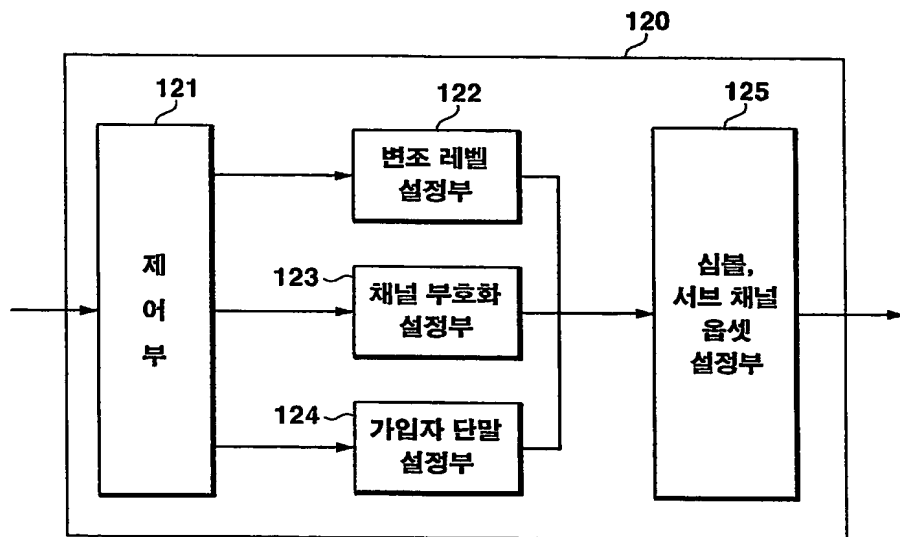 120
121
122
125
변조 레벨
설정부
제
어
부
123
채널 부호화
설정부
심볼,
서브 채널
옵셋
설정부
124
가입자 단말
설정부